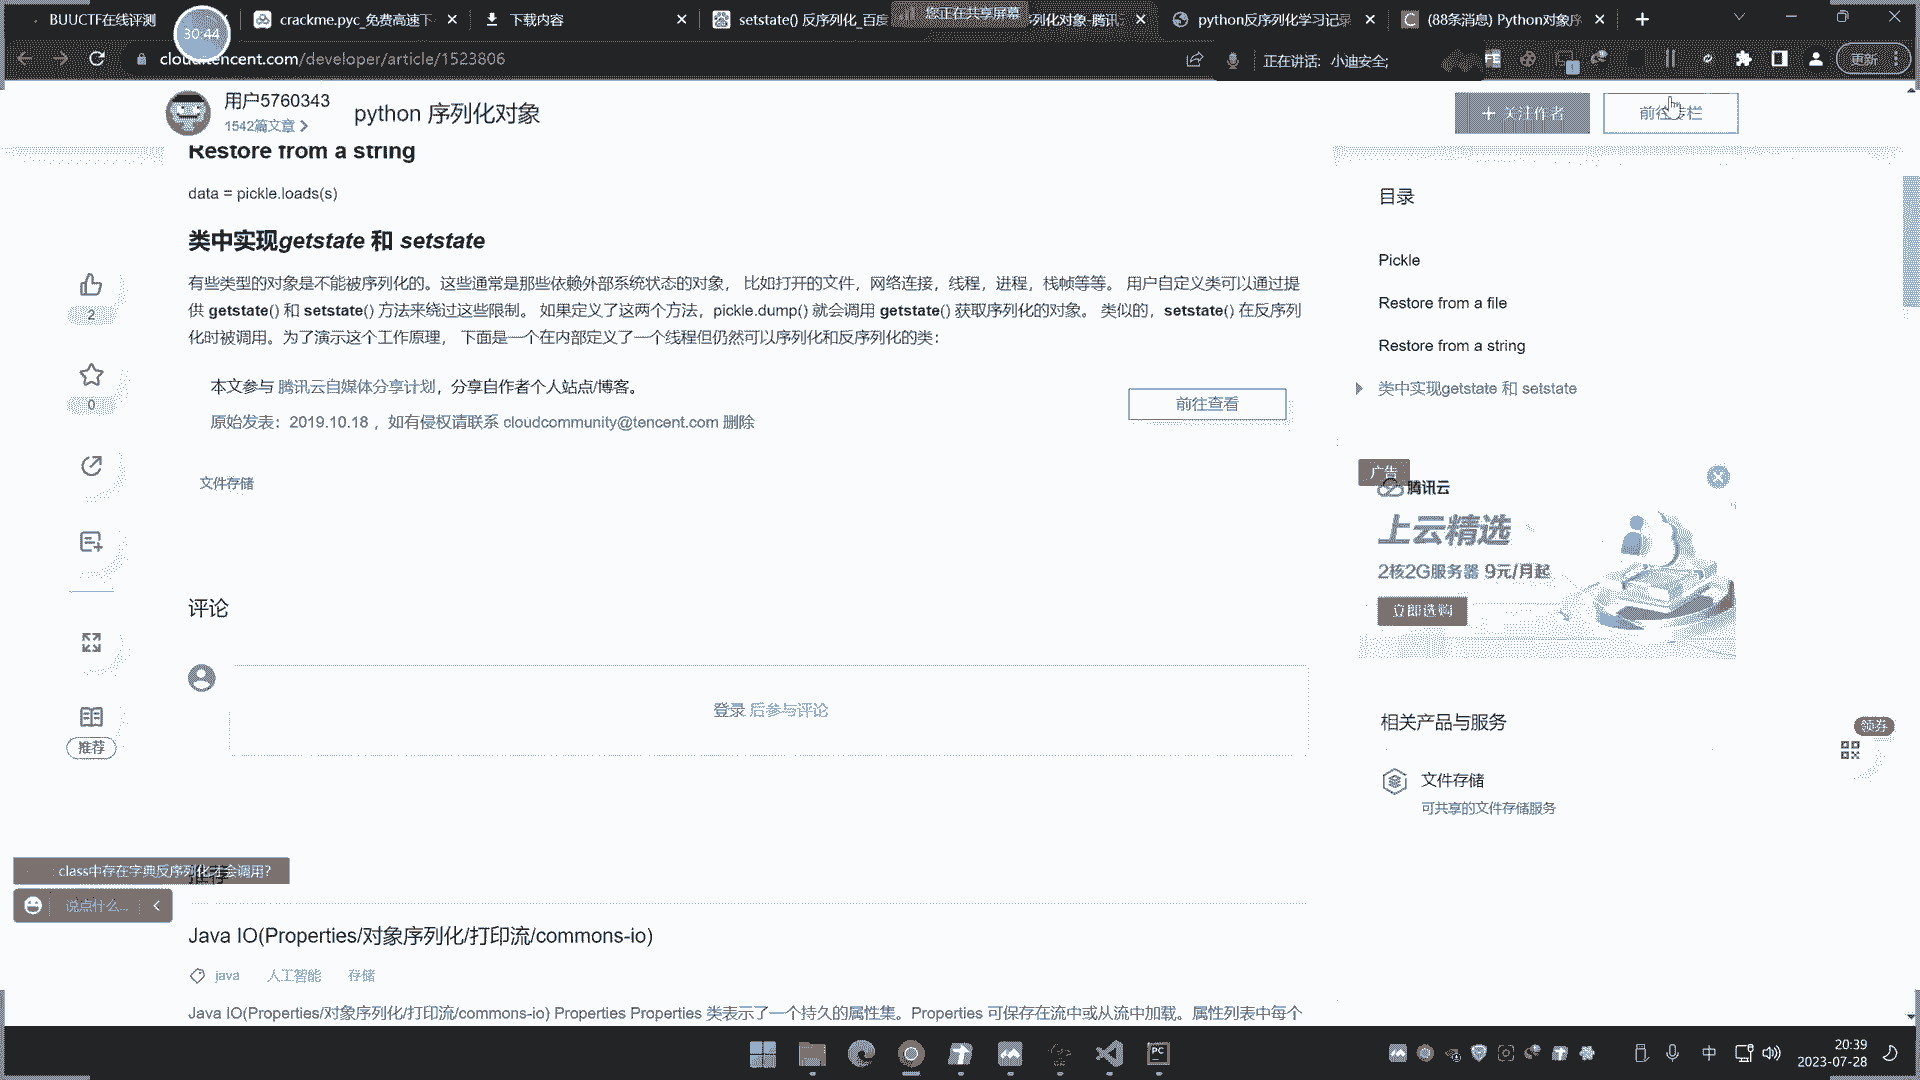 BUUCTF在线评测
crackme.pyc_免费高速下
下载内容
setstate() 反序列化_百度
您正在共享屏幕
列化对象-腾讯
python反序列化学习记录
(88条消息) Python对象序
30:44
cloud.tencent.com/developer/article/1523806
正在讲话: 小迪安全;
更新
用户5760343
1542篇文章
python 序列化对象
+ 关注作者
前往专栏
Restore from a string
data = pickle.loads(s)
类中实现getstate 和 setstate
有些类型的对象是不能被序列化的。这些通常是那些依赖外部系统状态的对象， 比如打开的文件，网络连接，线程，进程，栈帧等等。 用户自定义类可以通过提
供 getstate() 和 setstate() 方法来绕过这些限制。 如果定义了这两个方法，pickle.dump() 就会调用 getstate() 获取序列化的对象。 类似的，setstate() 在反序列
化时被调用。为了演示这个工作原理， 下面是一个在内部定义了一个线程但仍然可以序列化和反序列化的类：
本文参与 腾讯云自媒体分享计划，分享自作者个人站点/博客。
原始发表：2019.10.18 ，如有侵权请联系 cloudcommunity@tencent.com 删除
前往查看
文件存储
2
0
推荐
评论
登录 后参与评论
目录
Pickle
Restore from a file
Restore from a string
类中实现getstate 和 setstate
广告
腾讯云
上云精选
2核2G服务器 9元/月起
立即选购
相关产品与服务
文件存储
可共享的文件存储服务
领券
推荐
class中存在字典反序列化才会调用?
说点什么...
Java IO(Properties/对象序列化/打印流/commons-io)
java 人工智能 存储
Java IO(Properties/对象序列化/打印流/commons-io) Properties Properties 类表示了一个持久的属性集。Properties 可保存在流中或从流中加载。属性列表中每个
中
20:39
2023-07-28